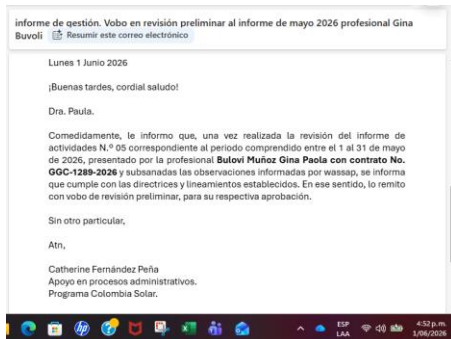 informe de gestión. Vobo en revisión preliminar al informe de mayo 2026 profesional Gina
Buvoli Resumir este correo electrónico
Lunes 1 Junio 2026
¡Buenas tardes, cordial saludo!
Dra. Paula.
Comedidamente, le informo que, una vez realizada la revisión del informe de
actividades N.º 05 correspondiente al periodo comprendido entre el 1 al 31 de mayo
de 2026, presentado por la profesional Bulovi Muñoz Gina Paola con contrato No.
GGC-1289-2026 y subsanadas las observaciones informadas por wassap, se informa
que cumple con las directrices y lineamientos establecidos. En ese sentido, lo remito
con vobo de revisión preliminar, para su respectiva aprobación.
Sin otro particular,
Atn,
Catherine Fernández Peña
Apoyo en procesos administrativos.
Programa Colombia Solar.
ESP
LAA
4:52 p.m.
1/06/2026